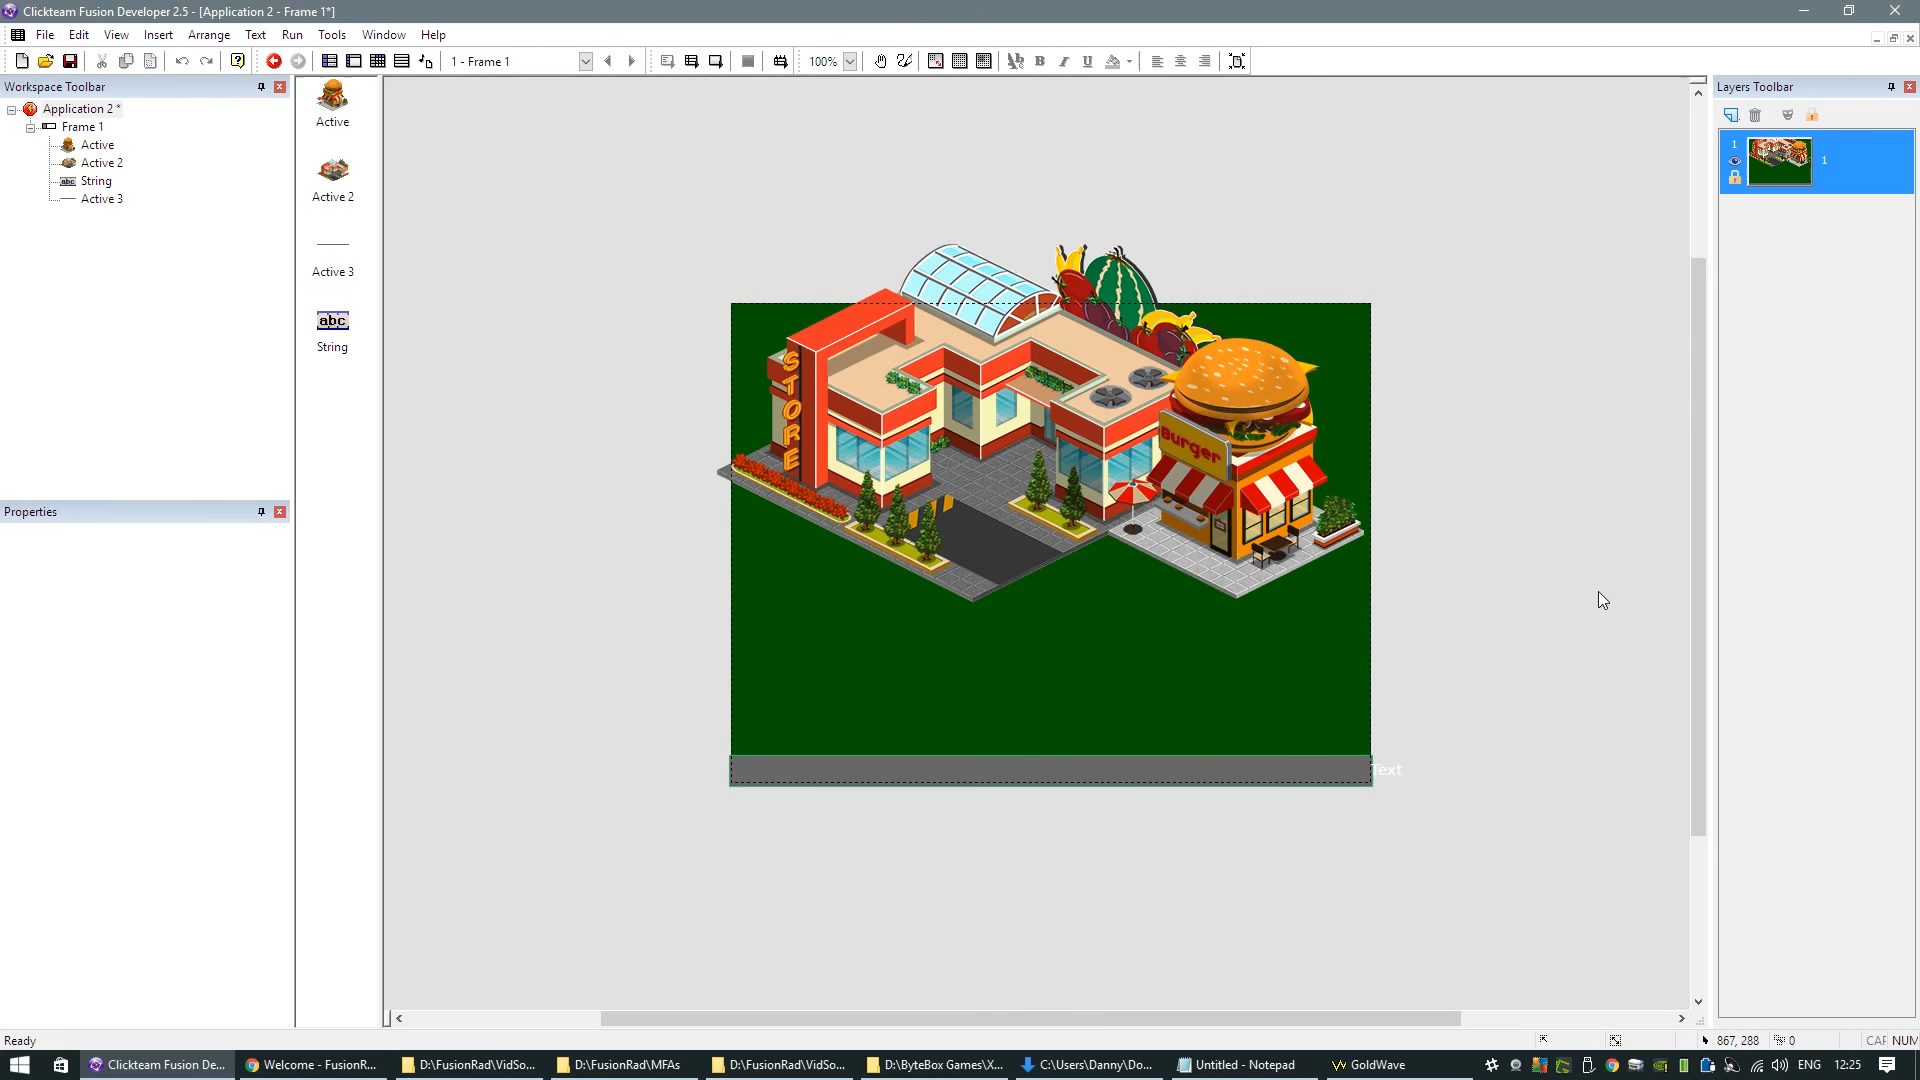 Clickteam Fusion Developer 2.5 - [Application 2 - Frame 1*]
File Edit View Insert Arrange Text Run Tools Window Help
1 - Frame 1
100%
Workspace Toolbar
Application 2 *
Frame 1
Active
Active 2
String
Active 3
Properties
Active
Active 2
Active 3
abc
String
STORE
Burger
Text
Layers Toolbar
1
1
Ready
867, 288
0
CAP NUM
Clickteam Fusion De...
Welcome - FusionR...
D:\FusionRad\VidSo...
D:\FusionRad\MFAs
D:\FusionRad\VidSo...
D:\ByteBox Games\X...
C:\Users\Danny\Do...
Untitled - Notepad
GoldWave
ENG
12:25